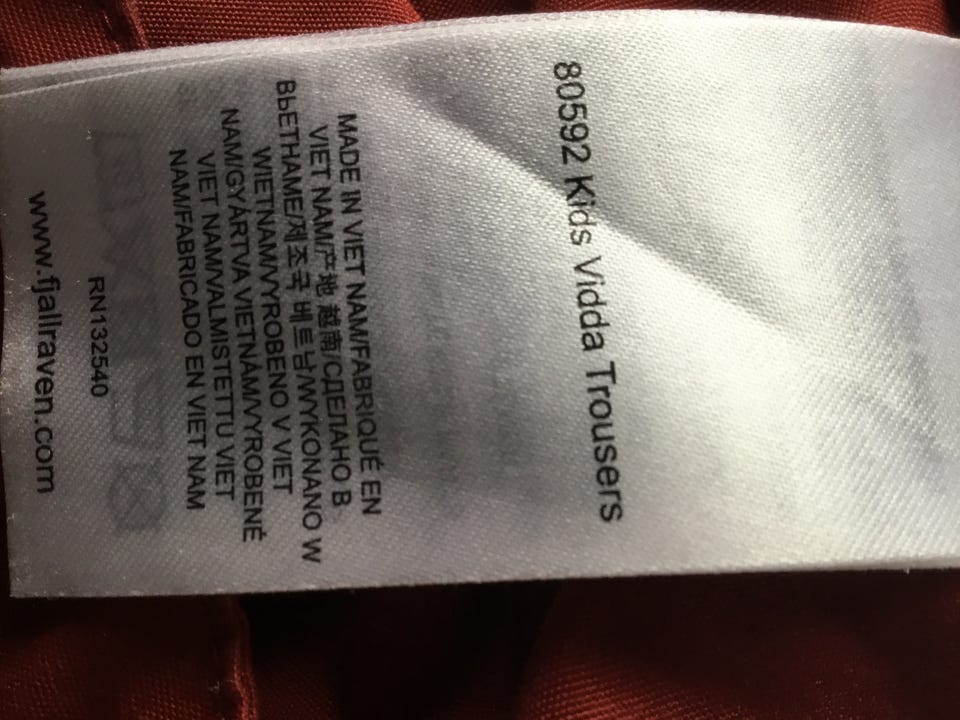 80592 Kids Vidda Trousers
MADE IN VIET NAM/FABRIQUÉ EN
VIET NAM/产地 越南/СДЕЛАНО В
ВЬЕТНАМЕ/제조국 베트남/WYKONANO W
WIETNAM/VYROBENO V VIET
NAM/GYÁRTVA VIETNÁM/VYROBENÉ
VIET NAM/VALMISTETTU VIET
NAM/FABRICADO EN VIET NAM
RN132540
www.fjallraven.com